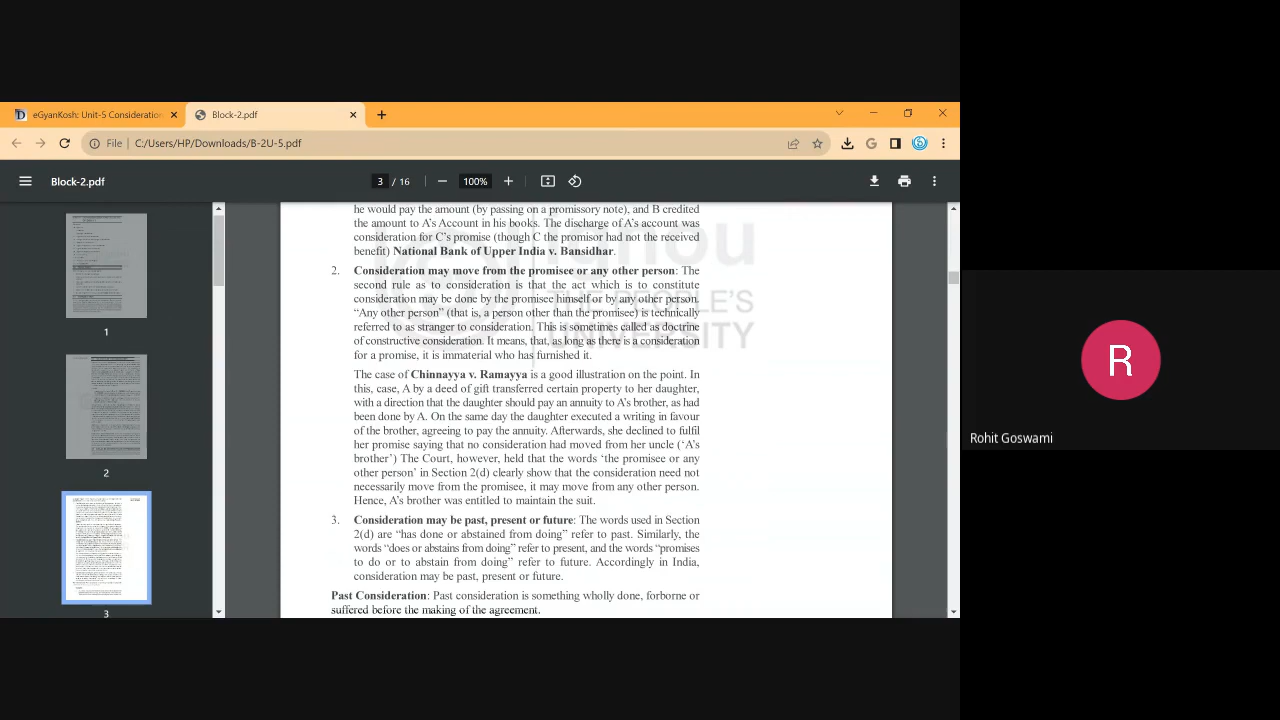 eGyanKosh: Unit-5 Consideration
Block-2.pdf
File | C:/Users/HP/Downloads/B-2U-5.pdf
Block-2.pdf
3 / 16
100%
1
2
3
he would pay the amount (by passing on a promissory note), and B credited
the amount to A's Account in his books. The discharge of A's account was
consideration for C's promise (though C the promisor had not the received
benefit) National Bank of Upper India v. Bansidhar.
2. Consideration may move from the promisee or any other person: The
second rule as to consideration is that the act which is to constitute
consideration may be done by the promisee himself or by any other person.
“Any other person” (that is, a person other than the promisee) is technically
referred to as stranger to consideration. This is sometimes called as doctrine
of constructive consideration. It means, that, as long as there is a consideration
for a promise, it is immaterial who has furnished it.
The case of Chinnayya v. Ramayya is a good illustration on the point. In
this, case, A by a deed of gift transferred certain property to her daughter,
with a direction that the daughter should pay an annuity to A's brother, as had
been done by A. On the same day the daughter executed a writing in favour
of the brother, agreeing to pay the annuity. Afterwards, she declined to fulfil
her promise saying that no consideration had moved from her uncle (‘A's
brother’) The Court, however, held that the words ‘the promisee or any
other person’ in Section 2(d) clearly show that the consideration need not
necessarily move from the promisee, it may move from any other person.
Hence, A's brother was entitled to maintain the suit.
3. Consideration may be past, present or future: The words used in Section
2(d) are “has done or abstained from doing” refer to past. Similarly, the
words “does or abstains from doing” refer to present, and the words “promises
to do or to abstain from doing” refer to future. Accordingly in India,
consideration may be past, present or future.
Past Consideration: Past consideration is something wholly done, forborne or
suffered before the making of the agreement.
THE PEOPLE'S
UNIVERSITY
R
Rohit Goswami